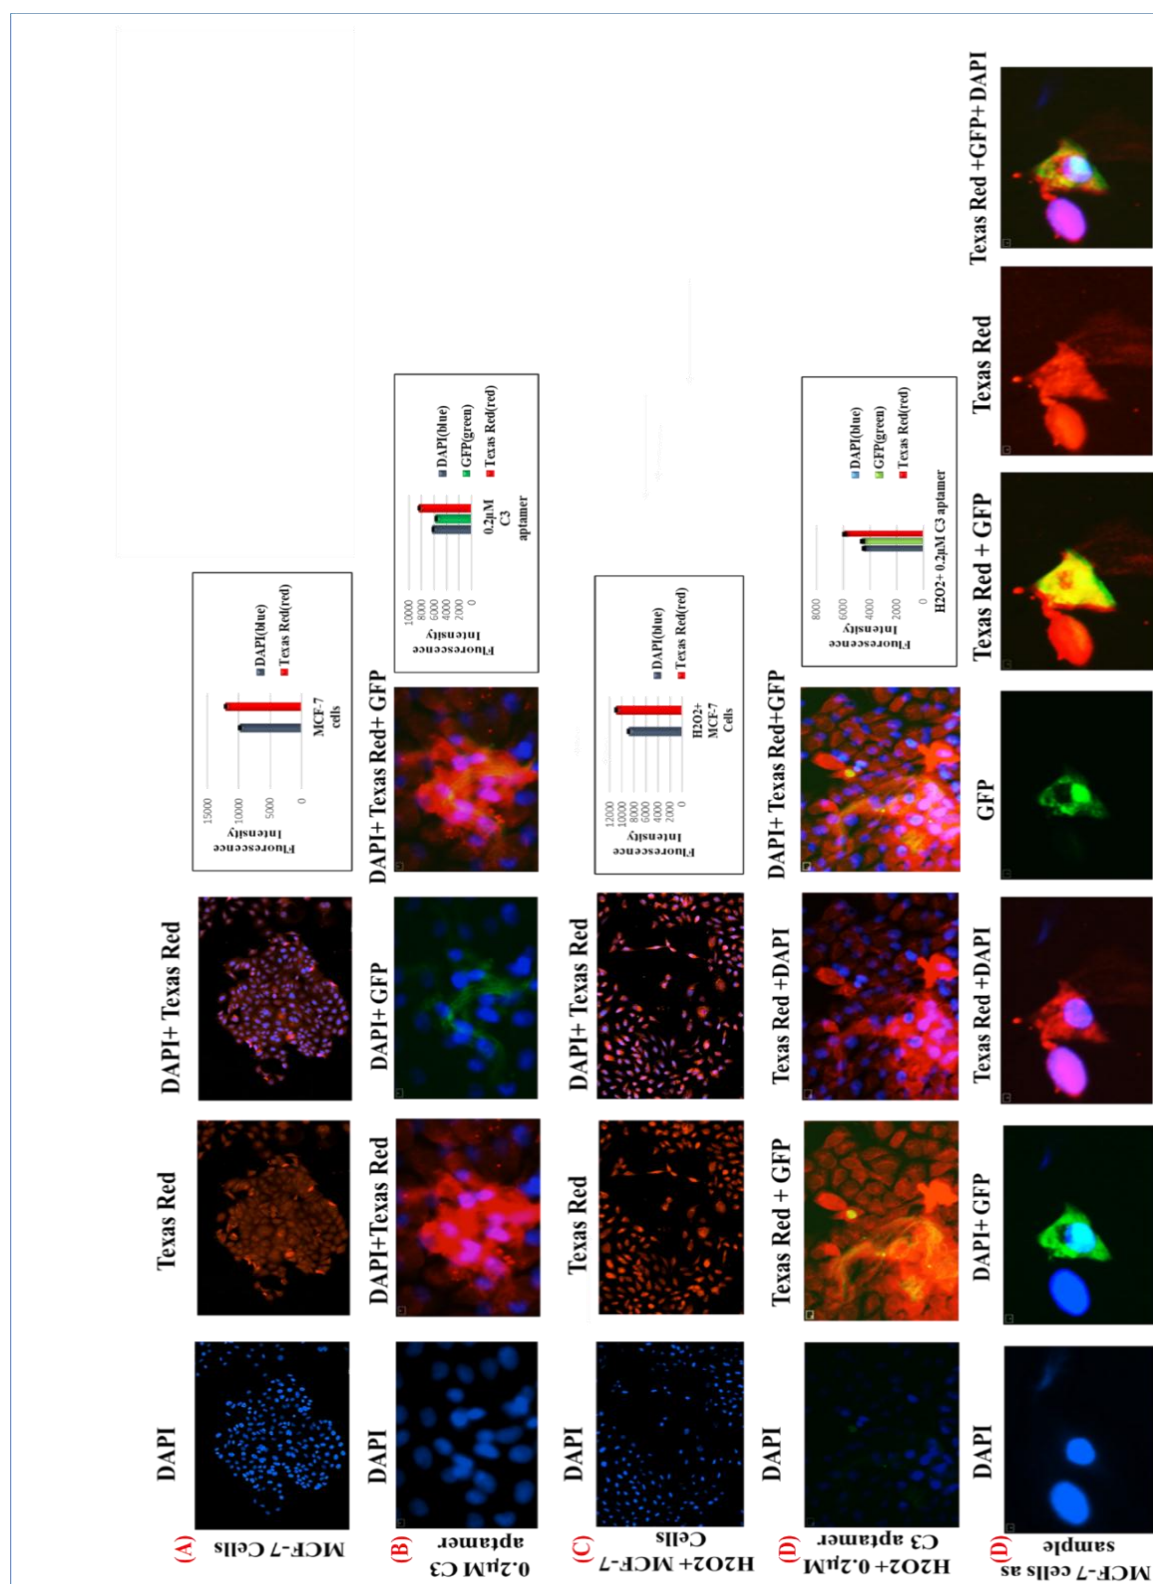 (A)
MCF-7 Cells
DAPI
Texas Red
DAPI+ Texas Red
Fluorescence
Intensity
15000
10000
5000
0
MCF-7
cells
DAPI(blue)
Texas Red(red)
(B)
0.2µM C3
aptamer
DAPI
DAPI+Texas Red
DAPI+ GFP
DAPI+ Texas Red+ GFP
Fluorescence
Intensity
10000
8000
6000
4000
2000
0
0.2µM
C3
aptamer
DAPI(blue)
GFP(green)
Texas Red(red)
(C)
H2O2+ MCF-7
Cells
DAPI
Texas Red
DAPI+ Texas Red
Fluorescence
Intensity
12000
10000
8000
6000
4000
2000
0
H2O2+
MCF-7
Cells
DAPI(blue)
Texas Red(red)
(D)
H2O2+ 0.2µM
C3 aptamer
DAPI
Texas Red + GFP
Texas Red +DAPI
DAPI+ Texas Red+GFP
Fluorescence
Intensity
8000
6000
4000
2000
0
H2O2+ 0.2µM C3 aptamer
DAPI(blue)
GFP(green)
Texas Red(red)
(D)
MCF-7 cells as
sample
DAPI
DAPI+ GFP
Texas Red +DAPI
GFP
Texas Red + GFP
Texas Red
Texas Red +GFP+ DAPI